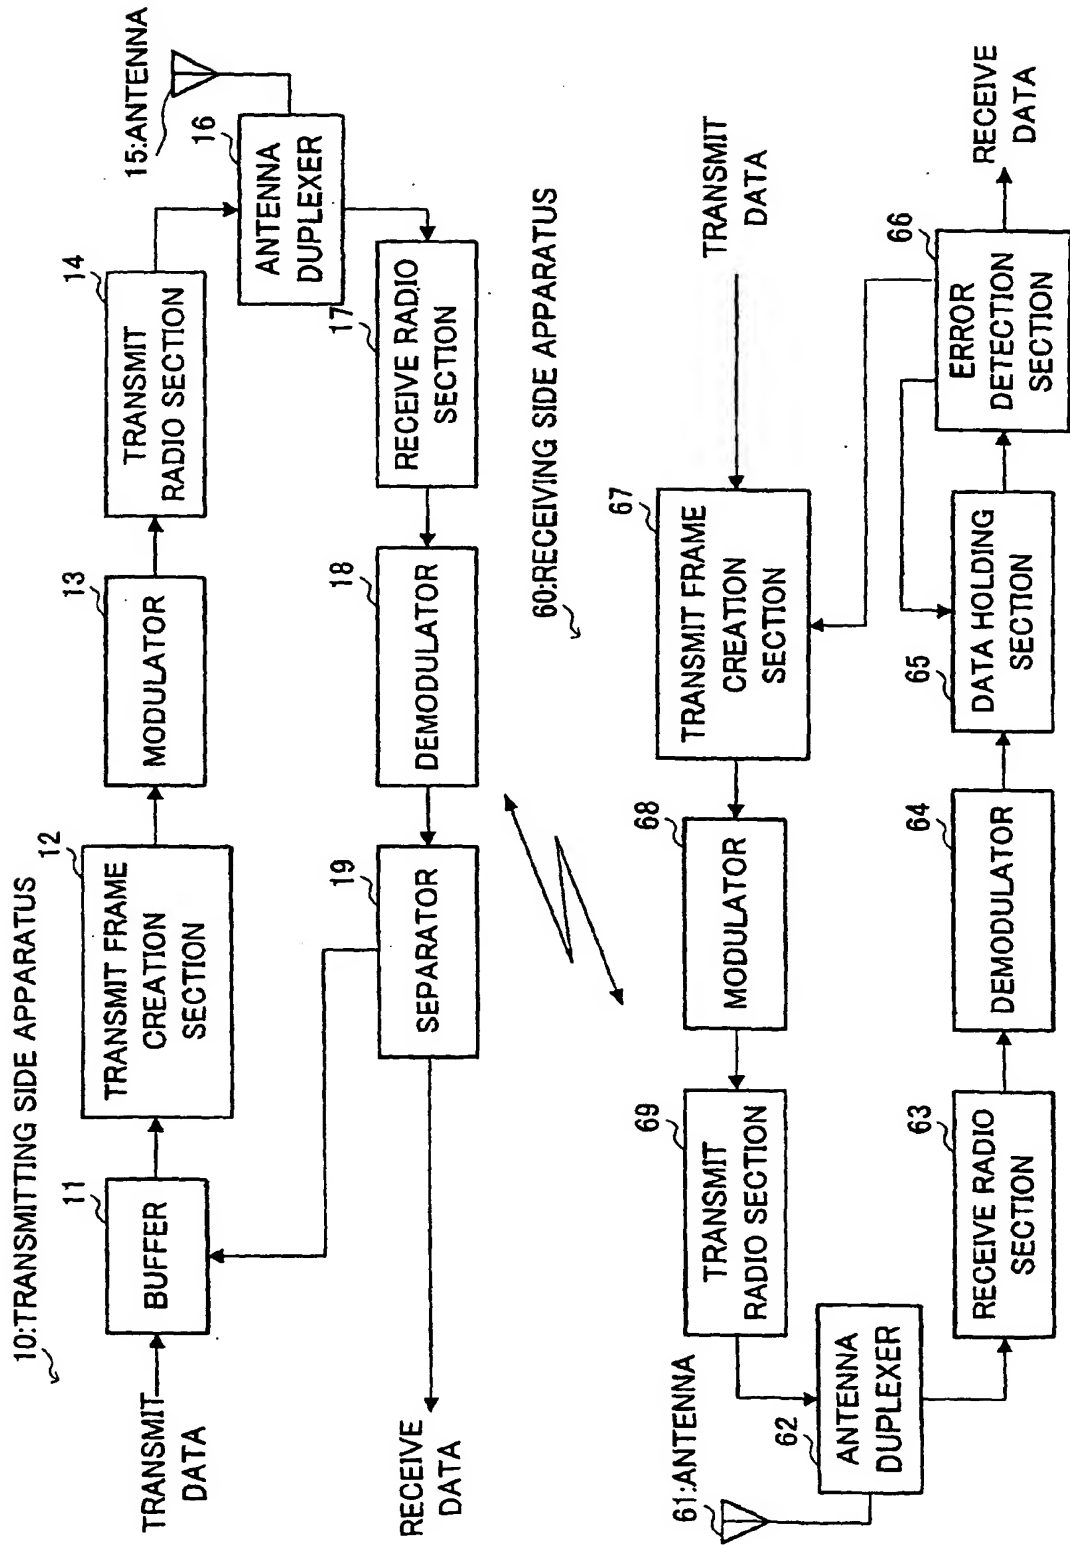 10:TRANSMITTING SIDE APPARATUS
TRANSMIT
DATA
11
BUFFER
12
TRANSMIT FRAME
CREATION
SECTION
13
MODULATOR
14
TRANSMIT
RADIO SECTION
15:ANTENNA
16
ANTENNA
DUPLEXER
17
RECEIVE RADIO
SECTION
18
DEMODULATOR
19
SEPARATOR
RECEIVE
DATA
60:RECEIVING SIDE APPARATUS
TRANSMIT
DATA
67
TRANSMIT FRAME
CREATION
SECTION
68
MODULATOR
69
TRANSMIT
RADIO SECTION
61:ANTENNA
62
ANTENNA
DUPLEXER
63
RECEIVE RADIO
SECTION
64
DEMODULATOR
65
DATA HOLDING
SECTION
66
ERROR
DETECTION
SECTION
RECEIVE
DATA